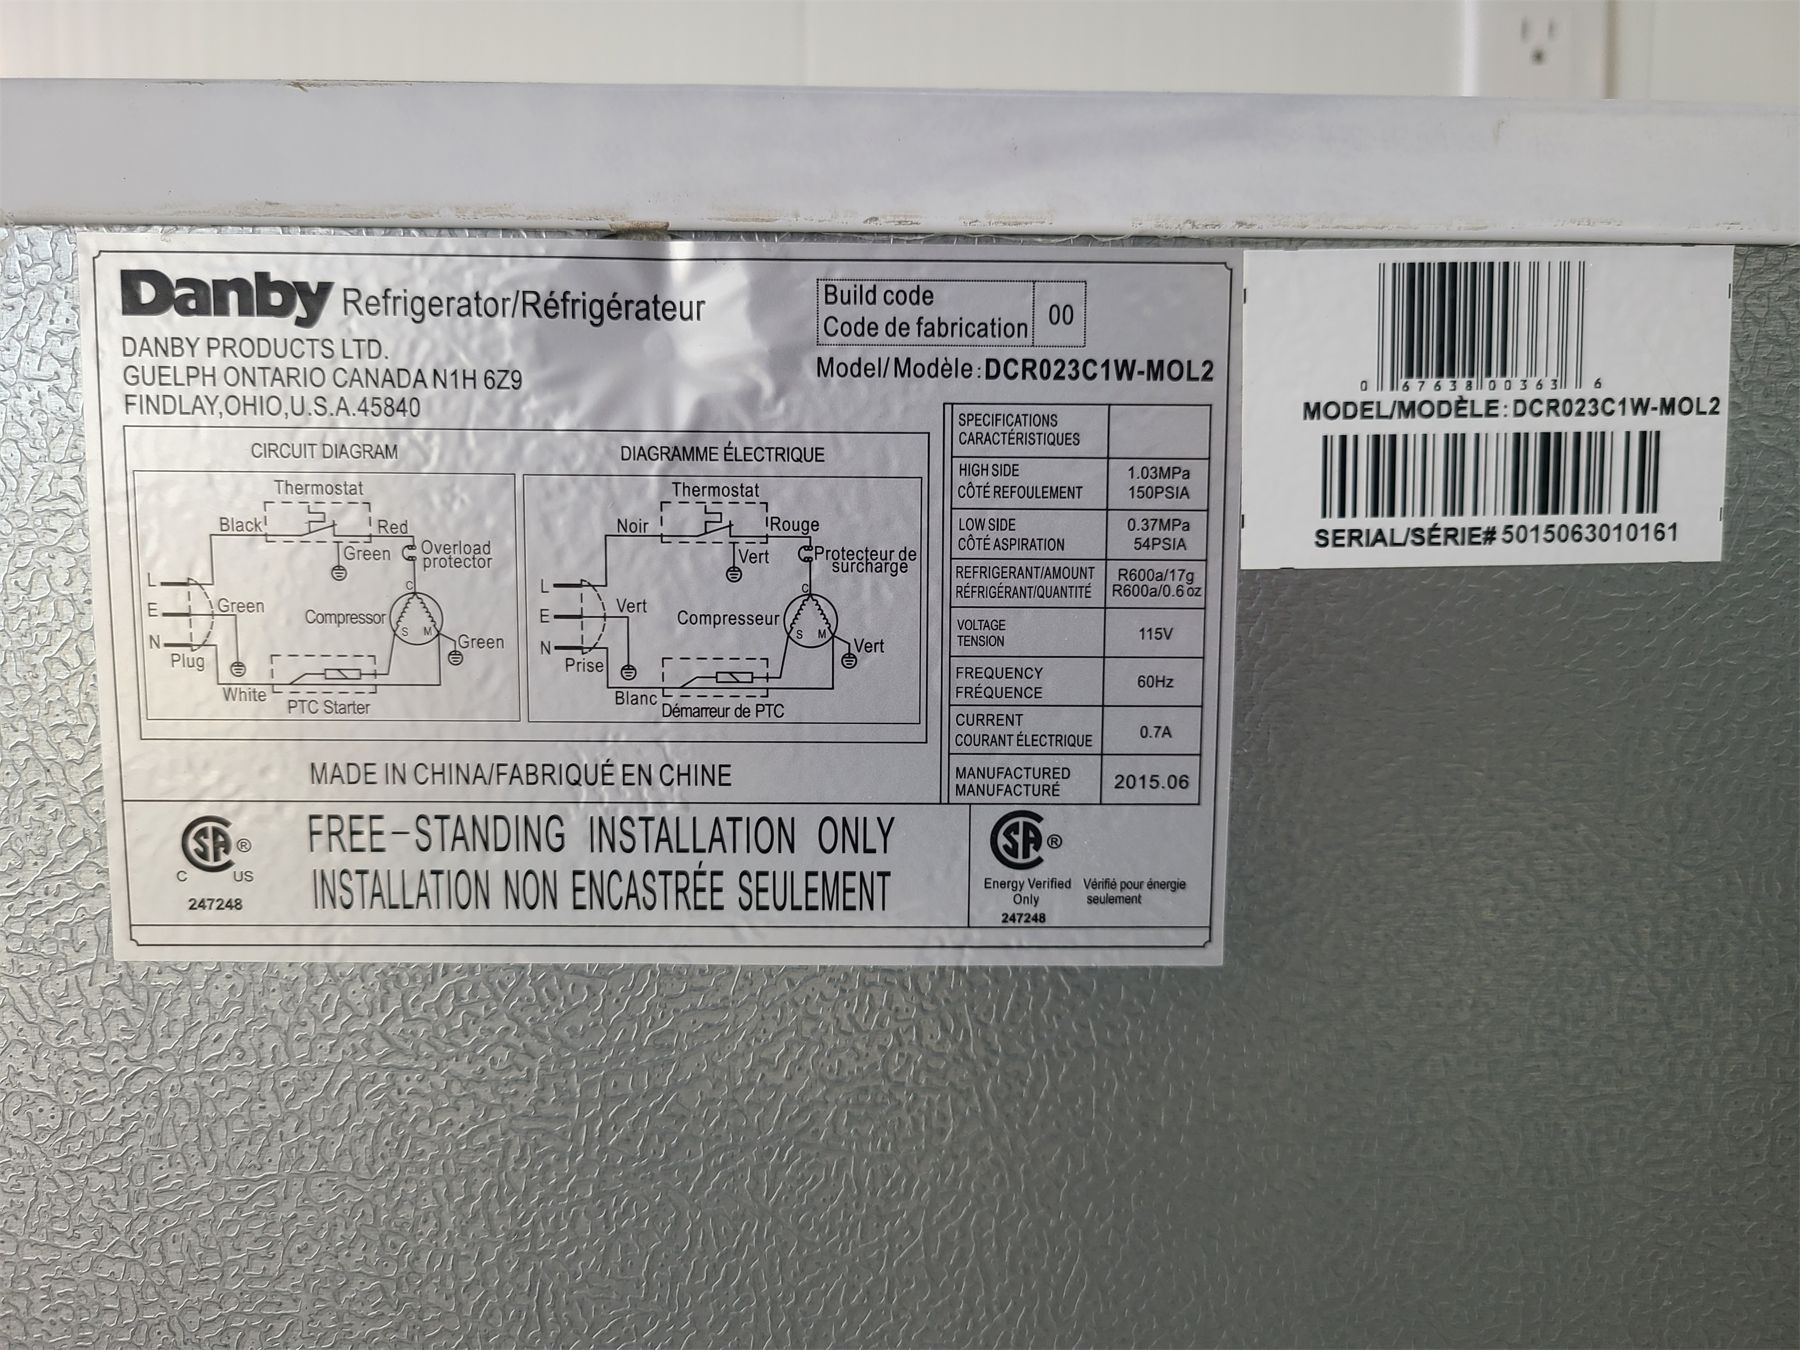 Danby Refrigerator/Réfrigérateur
DANBY PRODUCTS LTD.
GUELPH ONTARIO CANADA N1H 6Z9
FINDLAY,OHIO,U.S.A.45840
Build code
Code de fabrication
00
Model/Modèle:DCR023C1W-MOL2
CIRCUIT DIAGRAM
Thermostat
Black
Red
Green
Overload
protector
L
E
N
Green
C
Compressor
S M
Green
Plug
White
PTC Starter
DIAGRAMME ÉLECTRIQUE
Thermostat
Noir
Rouge
Vert
Protecteur de
surcharge
L
E
N
Vert
C
Compresseur
S M
Vert
Prise
Blanc
Démarreur de PTC
SPECIFICATIONS
CARACTÉRISTIQUES
HIGH SIDE 1.03MPa
CÔTÉ REFOULEMENT 150PSIA
LOW SIDE 0.37MPa
CÔTÉ ASPIRATION 54PSIA
REFRIGERANT/AMOUNT R600a/17g
RÉFRIGÉRANT/QUANTITÉ R600a/0.6 oz
VOLTAGE
TENSION
115V
FREQUENCY
FRÉQUENCE
60Hz
CURRENT
COURANT ÉLECTRIQUE
0.7A
MANUFACTURED
MANUFACTURÉ
2015.06
MADE IN CHINA/FABRIQUÉ EN CHINE
SA ®
C US
247248
FREE-STANDING INSTALLATION ONLY
INSTALLATION NON ENCASTRÉE SEULEMENT
SA ®
Energy Verified
Only
Vérifié pour énergie
seulement
247248
0 67638 00363 6
MODEL/MODÈLE:DCR023C1W-MOL2
SERIAL/SÉRIE# 5015063010161